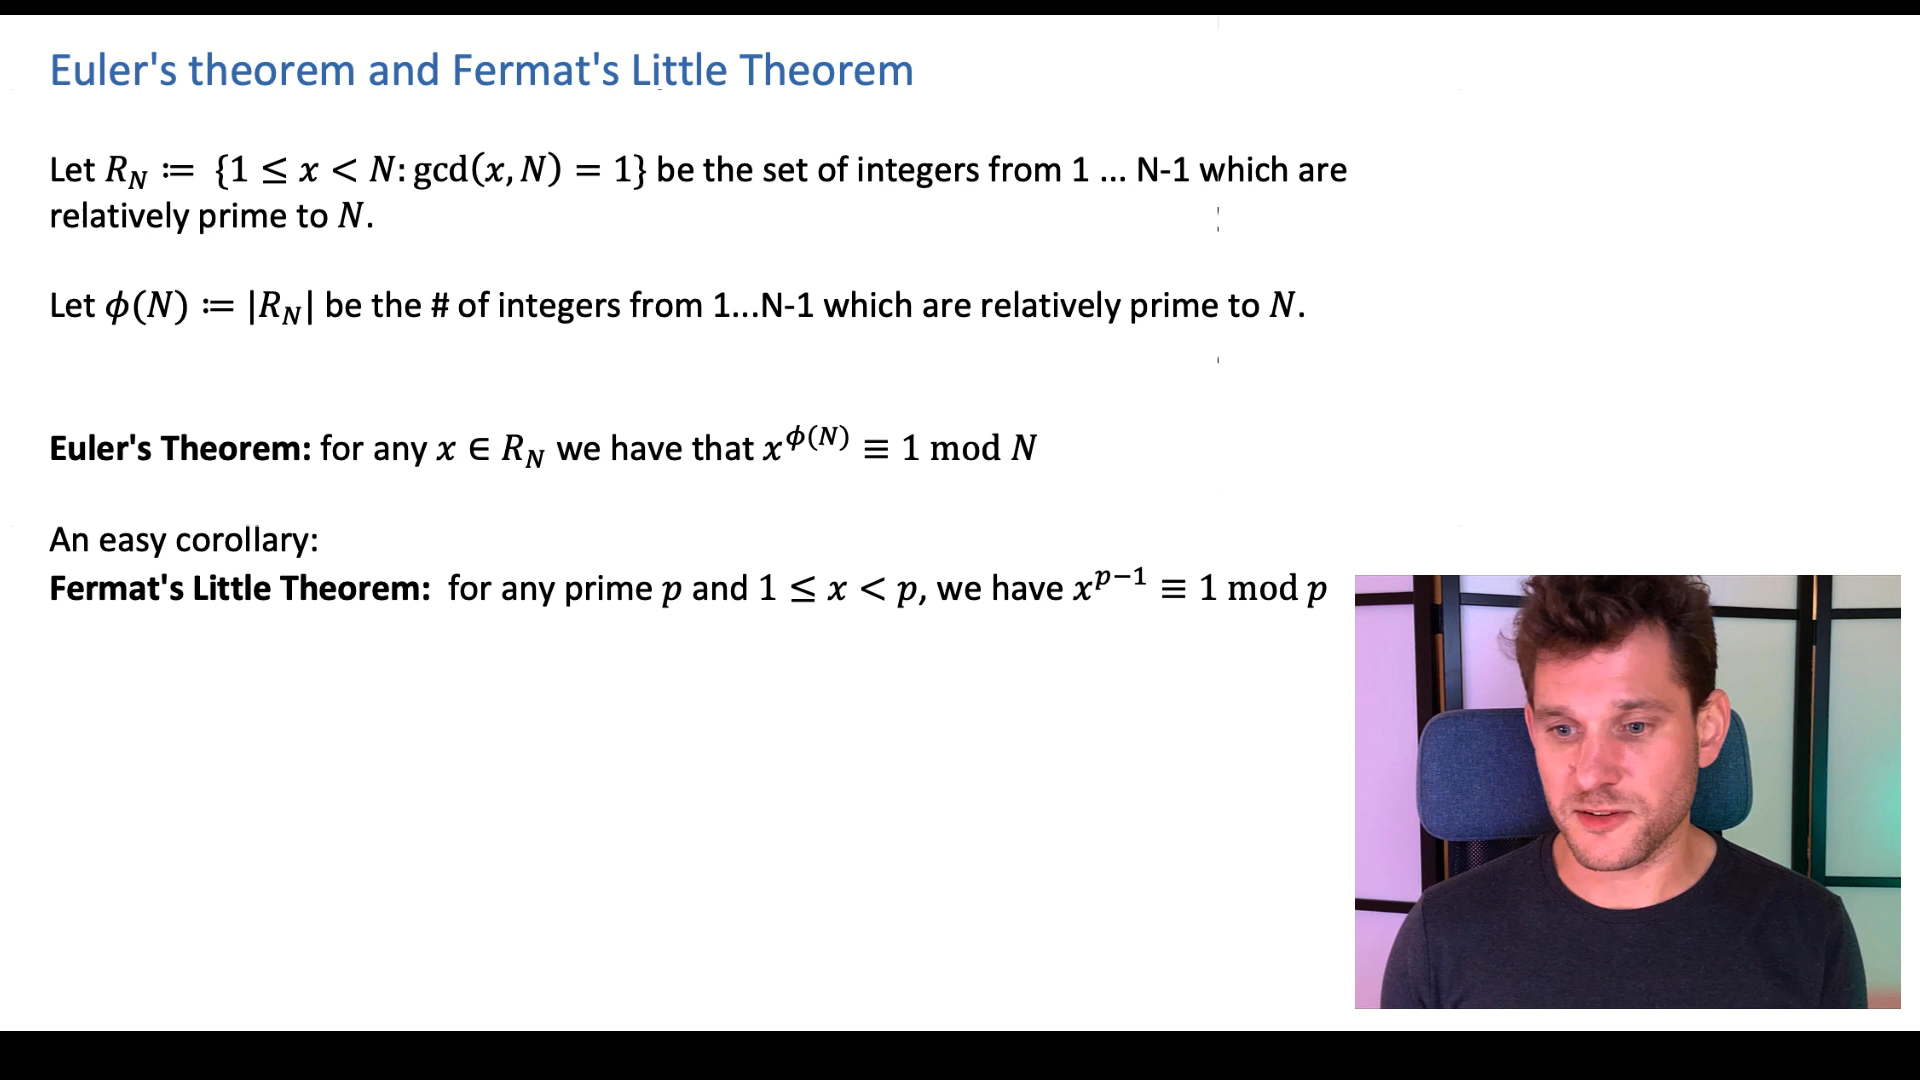 Euler's theorem and Fermat's Little Theorem
Let R_N ≔ {1 ≤ x < N: gcd(x, N) = 1} be the set of integers from 1 ... N-1 which are
relatively prime to N.
Let ϕ(N) ≔ |R_N| be the # of integers from 1...N-1 which are relatively prime to N.
Euler's Theorem: for any x ∈ R_N we have that x^{ϕ(N)} ≡ 1 mod N
An easy corollary:
Fermat's Little Theorem: for any prime p and 1 ≤ x < p, we have x^{p−1} ≡ 1 mod p